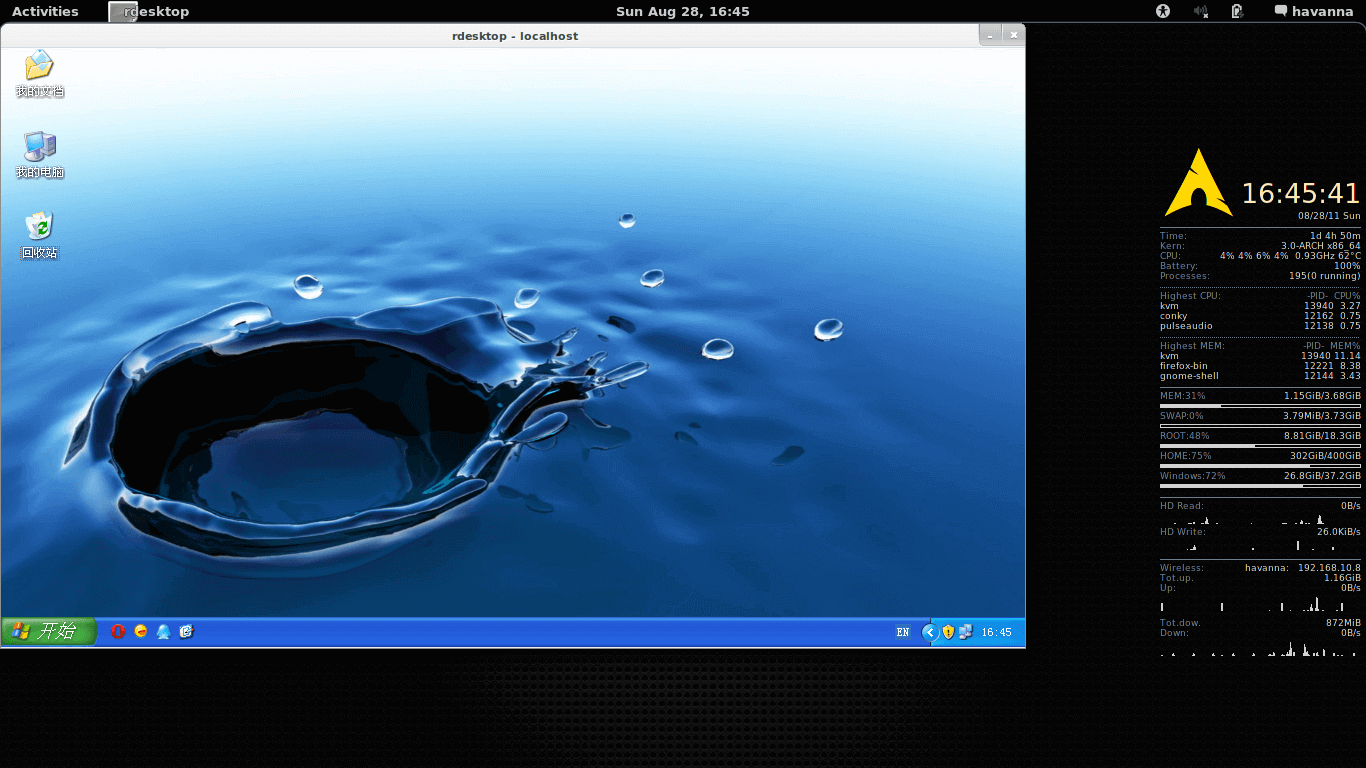 Activities rdesktop Sun Aug 28, 16:45 havanna
rdesktop - localhost
我的文档
我的电脑
回收站
开始 EN 16:45
16:45:41
08/28/11 Sun
Time: 1d 4h 50m
Kern: 3.0-ARCH x86_64
CPU: 4% 4% 6% 4% 0.93GHz 62°C
Battery: 100%
Processes: 195(0 running)
Highest CPU: -PID- CPU%
kvm 13940 3.27
conky 12162 0.75
pulseaudio 12138 0.75
Highest MEM: -PID- MEM%
kvm 13940 11.14
firefox-bin 12221 8.38
gnome-shell 12144 3.43
MEM:31% 1.15GiB/3.68GiB
SWAP:0% 3.79MiB/3.73GiB
ROOT:48% 8.81GiB/18.3GiB
HOME:75% 302GiB/400GiB
Windows:72% 26.8GiB/37.2GiB
HD Read: 0B/s
HD Write: 26.0KiB/s
Wireless: havanna: 192.168.10.8
Tot.up. 1.16GiB
Up: 0B/s
Tot.dow. 872MiB
Down: 0B/s